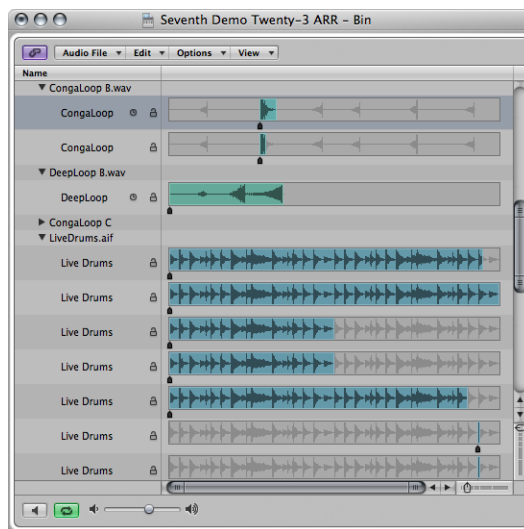 Seventh Demo Twenty-3 ARR - Bin
Audio File Edit Options View
Name
CongaLoop B.wav
CongaLoop
CongaLoop
DeepLoop B.wav
DeepLoop
CongaLoop C
LiveDrums.aif
Live Drums
Live Drums
Live Drums
Live Drums
Live Drums
Live Drums
Live Drums